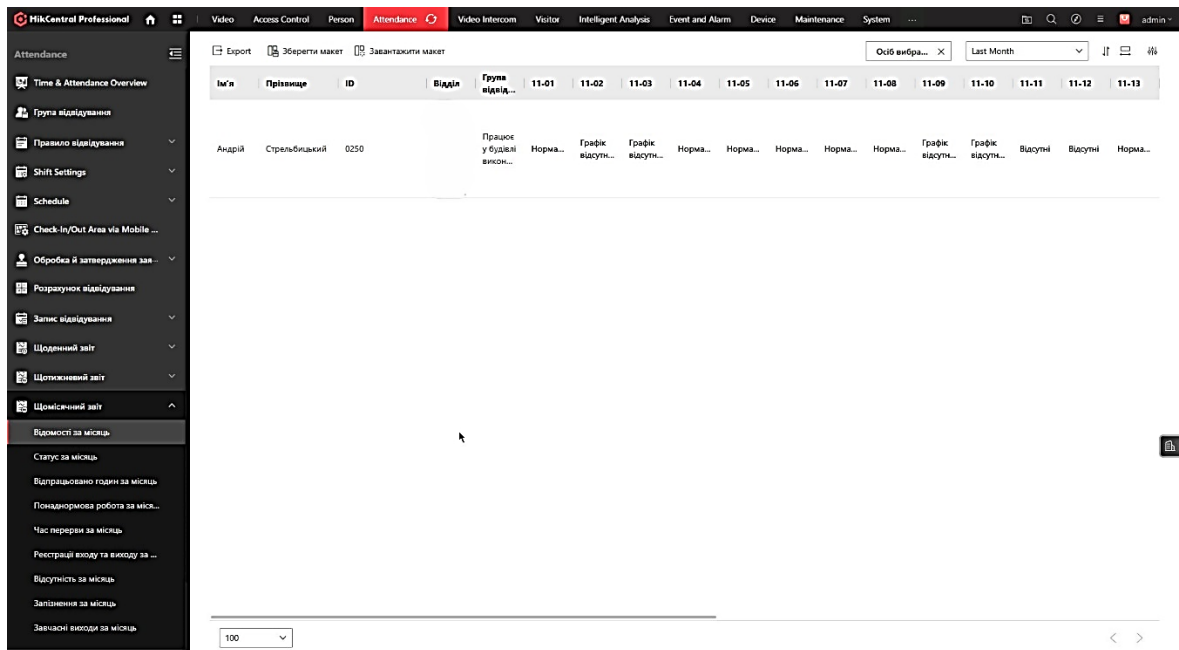 HikCentral Professional
Video Access Control Person Attendance Video Intercom Visitor Intelligent Analysis Event and Alarm Device Maintenance System ... admin
Attendance
Export Зберегти макет Завантажити макет Осіб вибра... Last Month
Time & Attendance Overview
Група відвідування
Правило відвідування
Shift Settings
Schedule
Check-In/Out Area via Mobile ...
Обробка й затвердження зая...
Розрахунок відвідування
Запис відвідування
Щоденний звіт
Щотижневий звіт
Щомісячний звіт
Відомості за місяць
Статус за місяць
Відпрацьовано годин за місяць
Понаднормова робота за міся...
Час перерви за місяць
Реєстрації входу та виходу за ...
Відсутність за місяць
Запізнення за місяць
Завчасні виходи за місяць
Ім'я Прізвище ID Відділ Група відвід... 11-01 11-02 11-03 11-04 11-05 11-06 11-07 11-08 11-09 11-10 11-11 11-12 11-13
Андрій Стрельбицький 0250 Працює у будівлі викон... Норма... Графік відсутн... Графік відсутн... Норма... Норма... Норма... Норма... Норма... Графік відсутн... Графік відсутн... Відсутні Відсутні Норма...
100